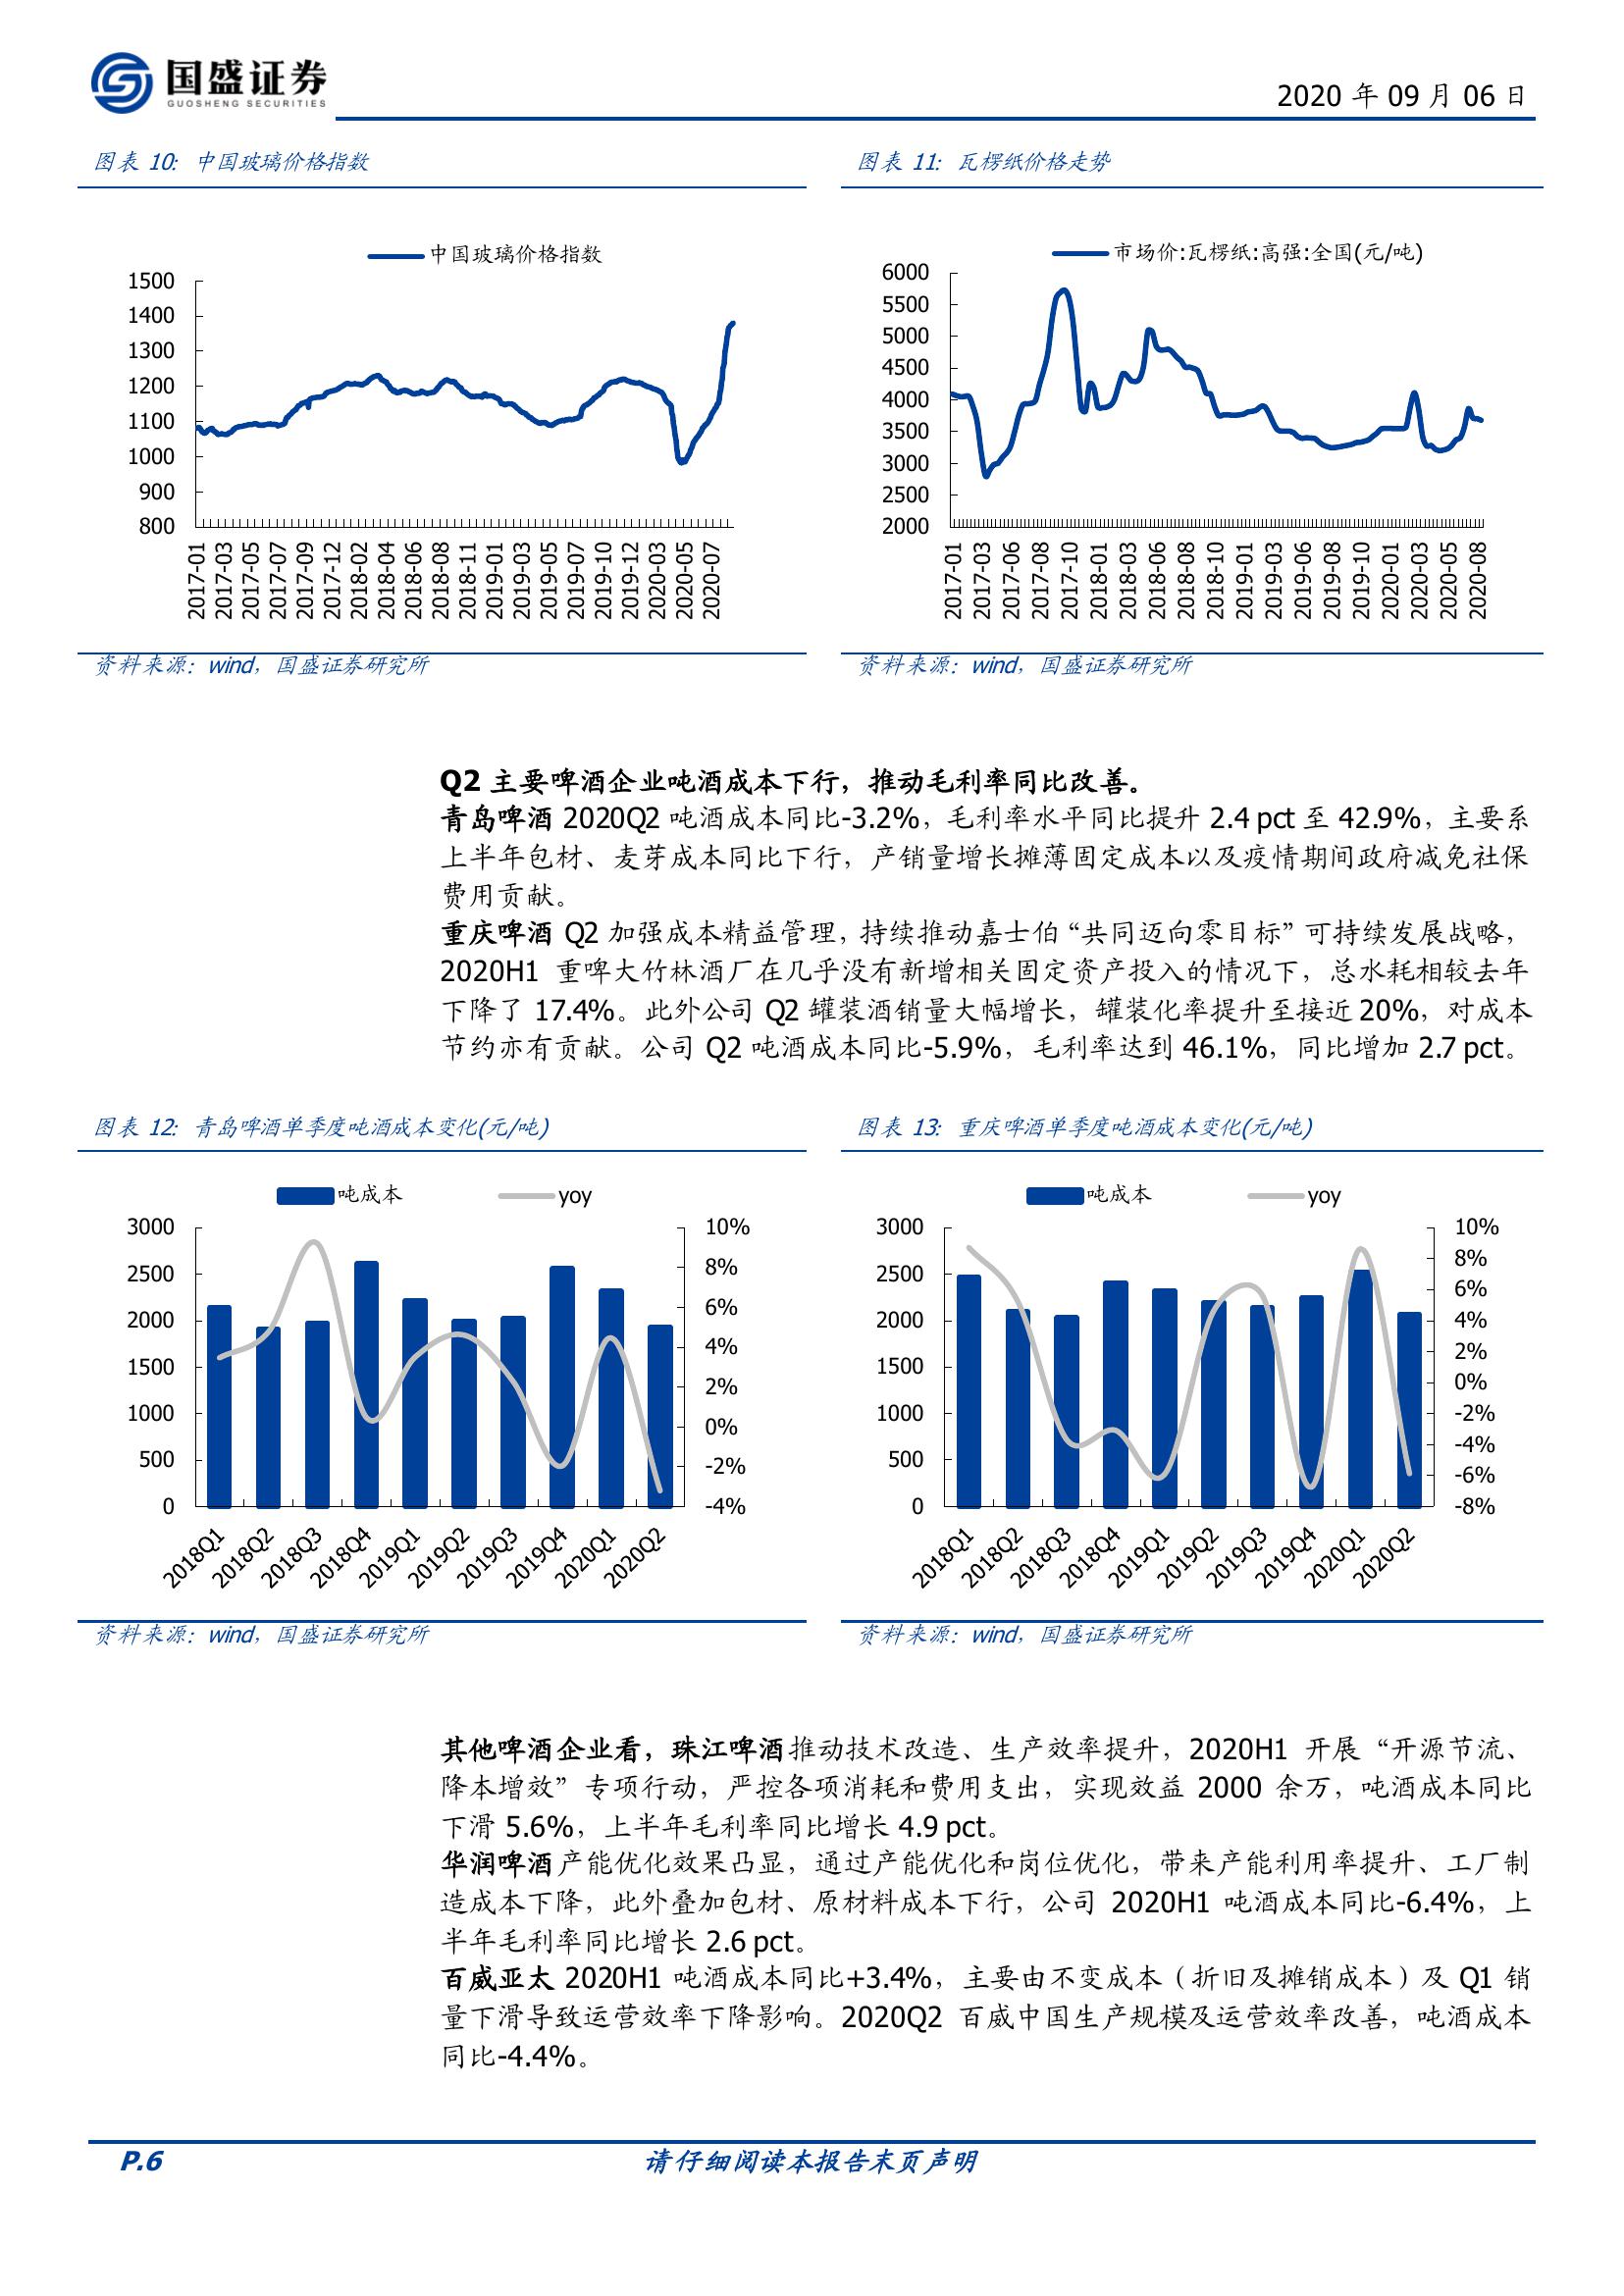 国盛证券
GUOSHENG SECURITIES
2020 年 09 月 06 日
图表 10: 中国玻璃价格指数
中国玻璃价格指数
1500
1400
1300
1200
1100
1000
900
800
2017-01
2017-03
2017-05
2017-07
2017-09
2017-12
2018-02
2018-04
2018-06
2018-08
2018-11
2019-01
2019-03
2019-05
2019-07
2019-10
2019-12
2020-03
2020-05
2020-07
资料来源：wind，国盛证券研究所
图表 11: 瓦楞纸价格走势
市场价:瓦楞纸:高强:全国(元/吨)
6000
5500
5000
4500
4000
3500
3000
2500
2000
2017-01
2017-03
2017-06
2017-08
2017-10
2018-01
2018-03
2018-06
2018-08
2018-10
2019-01
2019-03
2019-06
2019-08
2019-10
2020-01
2020-03
2020-05
2020-08
资料来源：wind，国盛证券研究所
Q2 主要啤酒企业吨酒成本下行，推动毛利率同比改善。
青岛啤酒 2020Q2 吨酒成本同比-3.2%，毛利率水平同比提升 2.4 pct 至 42.9%，主要系
上半年包材、麦芽成本同比下行，产销量增长摊薄固定成本以及疫情期间政府减免社保
费用贡献。
重庆啤酒 Q2 加强成本精益管理，持续推动嘉士伯“共同迈向零目标”可持续发展战略，
2020H1 重啤大竹林酒厂在几乎没有新增相关固定资产投入的情况下，总水耗相较去年
下降了 17.4%。此外公司 Q2 罐装酒销量大幅增长，罐装化率提升至接近 20%，对成本
节约亦有贡献。公司 Q2 吨酒成本同比-5.9%，毛利率达到 46.1%，同比增加 2.7 pct。
图表 12: 青岛啤酒单季度吨酒成本变化(元/吨)
吨成本 yoy
3000
2500
2000
1500
1000
500
0
10%
8%
6%
4%
2%
0%
-2%
-4%
2018Q1
2018Q2
2018Q3
2018Q4
2019Q1
2019Q2
2019Q3
2019Q4
2020Q1
2020Q2
资料来源：wind，国盛证券研究所
图表 13: 重庆啤酒单季度吨酒成本变化(元/吨)
吨成本 yoy
3000
2500
2000
1500
1000
500
0
10%
8%
6%
4%
2%
0%
-2%
-4%
-6%
-8%
2018Q1
2018Q2
2018Q3
2018Q4
2019Q1
2019Q2
2019Q3
2019Q4
2020Q1
2020Q2
资料来源：wind，国盛证券研究所
其他啤酒企业看，珠江啤酒推动技术改造、生产效率提升，2020H1 开展“开源节流、
降本增效”专项行动，严控各项消耗和费用支出，实现效益 2000 余万，吨酒成本同比
下滑 5.6%，上半年毛利率同比增长 4.9 pct。
华润啤酒产能优化效果凸显，通过产能优化和岗位优化，带来产能利用率提升、工厂制
造成本下降，此外叠加包材、原材料成本下行，公司 2020H1 吨酒成本同比-6.4%，上
半年毛利率同比增长 2.6 pct。
百威亚太 2020H1 吨酒成本同比+3.4%，主要由不变成本（折旧及摊销成本）及 Q1 销
量下滑导致运营效率下降影响。2020Q2 百威中国生产规模及运营效率改善，吨酒成本
同比-4.4%。
P.6
请仔细阅读本报告末页声明